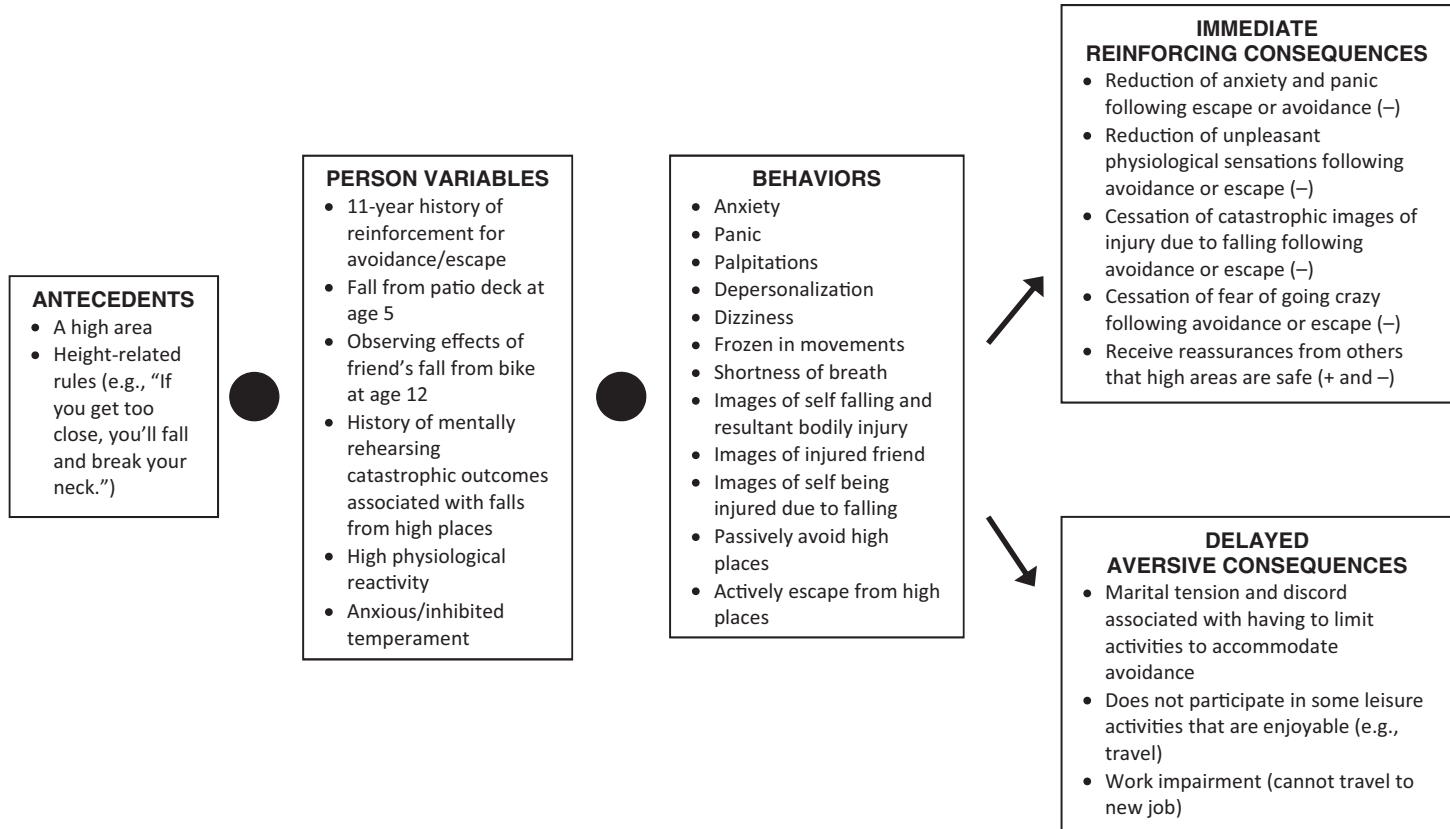 ANTECEDENTS
• A high area
• Height-related
rules (e.g., “If
you get too
close, you’ll fall
and break your
neck.”)
PERSON VARIABLES
• 11-year history of
reinforcement for
avoidance/escape
• Fall from patio deck at
age 5
• Observing effects of
friend’s fall from bike
at age 12
• History of mentally
rehearsing
catastrophic outcomes
associated with falls
from high places
• High physiological
reactivity
• Anxious/inhibited
temperament
BEHAVIORS
• Anxiety
• Panic
• Palpitations
• Depersonalization
• Dizziness
• Frozen in movements
• Shortness of breath
• Images of self falling and
resultant bodily injury
• Images of injured friend
• Images of self being
injured due to falling
• Passively avoid high
places
• Actively escape from high
places
IMMEDIATE
REINFORCING CONSEQUENCES
• Reduction of anxiety and panic
following escape or avoidance (–)
• Reduction of unpleasant
physiological sensations following
avoidance or escape (–)
• Cessation of catastrophic images of
injury due to falling following
avoidance or escape (–)
• Cessation of fear of going crazy
following avoidance or escape (–)
• Receive reassurances from others
that high areas are safe (+ and –)
DELAYED
AVERSIVE CONSEQUENCES
• Marital tension and discord
associated with having to limit
activities to accommodate
avoidance
• Does not participate in some leisure
activities that are enjoyable (e.g.,
travel)
• Work impairment (cannot travel to
new job)